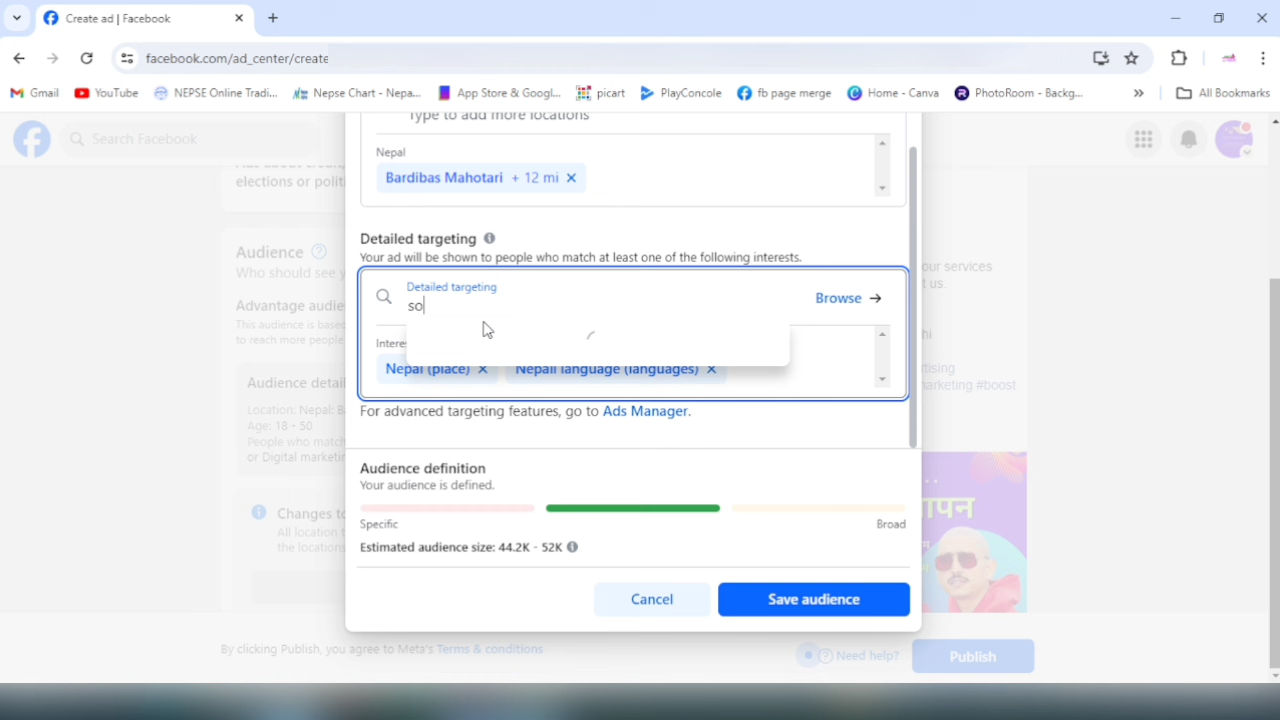 Create ad | Facebook
facebook.com/ad_center/create
Gmail
YouTube
NEPSE Online Tradi...
Nepse Chart - Nepa...
App Store & Googl...
picart
PlayConcole
fb page merge
Home - Canva
PhotoRoom - Backg...
All Bookmarks
Search Facebook
Type to add more locations
elections or politi
Nepal
Bardibas Mahotari + 12 mi
Audience
Who should see y
Detailed targeting
Your ad will be shown to people who match at least one of the following interests.
our services
t us.
Detailed targeting
so
Browse
Advantage audie
This audience is based
to reach more people
Interes
Nepal (place)
Nepali language (languages)
hi
tising
marketing #boost
Audience detail
Location: Nepal: B
Age: 18 - 50
People who match
or Digital marketin
For advanced targeting features, go to Ads Manager.
Audience definition
Your audience is defined.
Specific
Broad
Estimated audience size: 44.2K - 52K
Changes to
All location t
the locations
Cancel
Save audience
By clicking Publish, you agree to Meta's Terms & conditions
Need help?
Publish